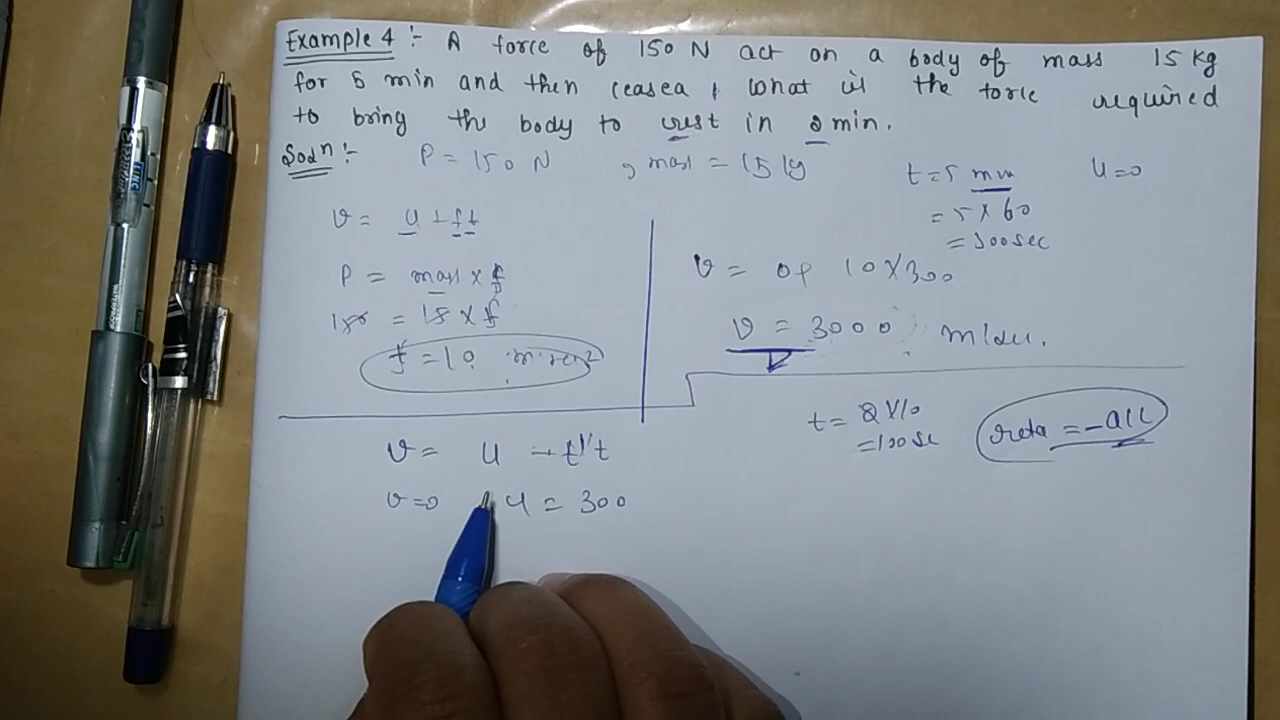 Example 4 :- A force of 150 N act on a body of mass 15 kg
for 5 min and then ceasea, what is the force required
to bring the body to rest in 2 min.
Soln :- P = 150 N , mass = 15 kg t = 5 min u=0
= 5 X 60
= 300 sec
v = u + ft
P = mass x f
150 = 15 x f
f = 10 m/sec2
v = 0+ 10 X 300
v = 3000 m/sec.
v = u - f't
v=0 u = 300
t =
= 120 sec
reta = -acc